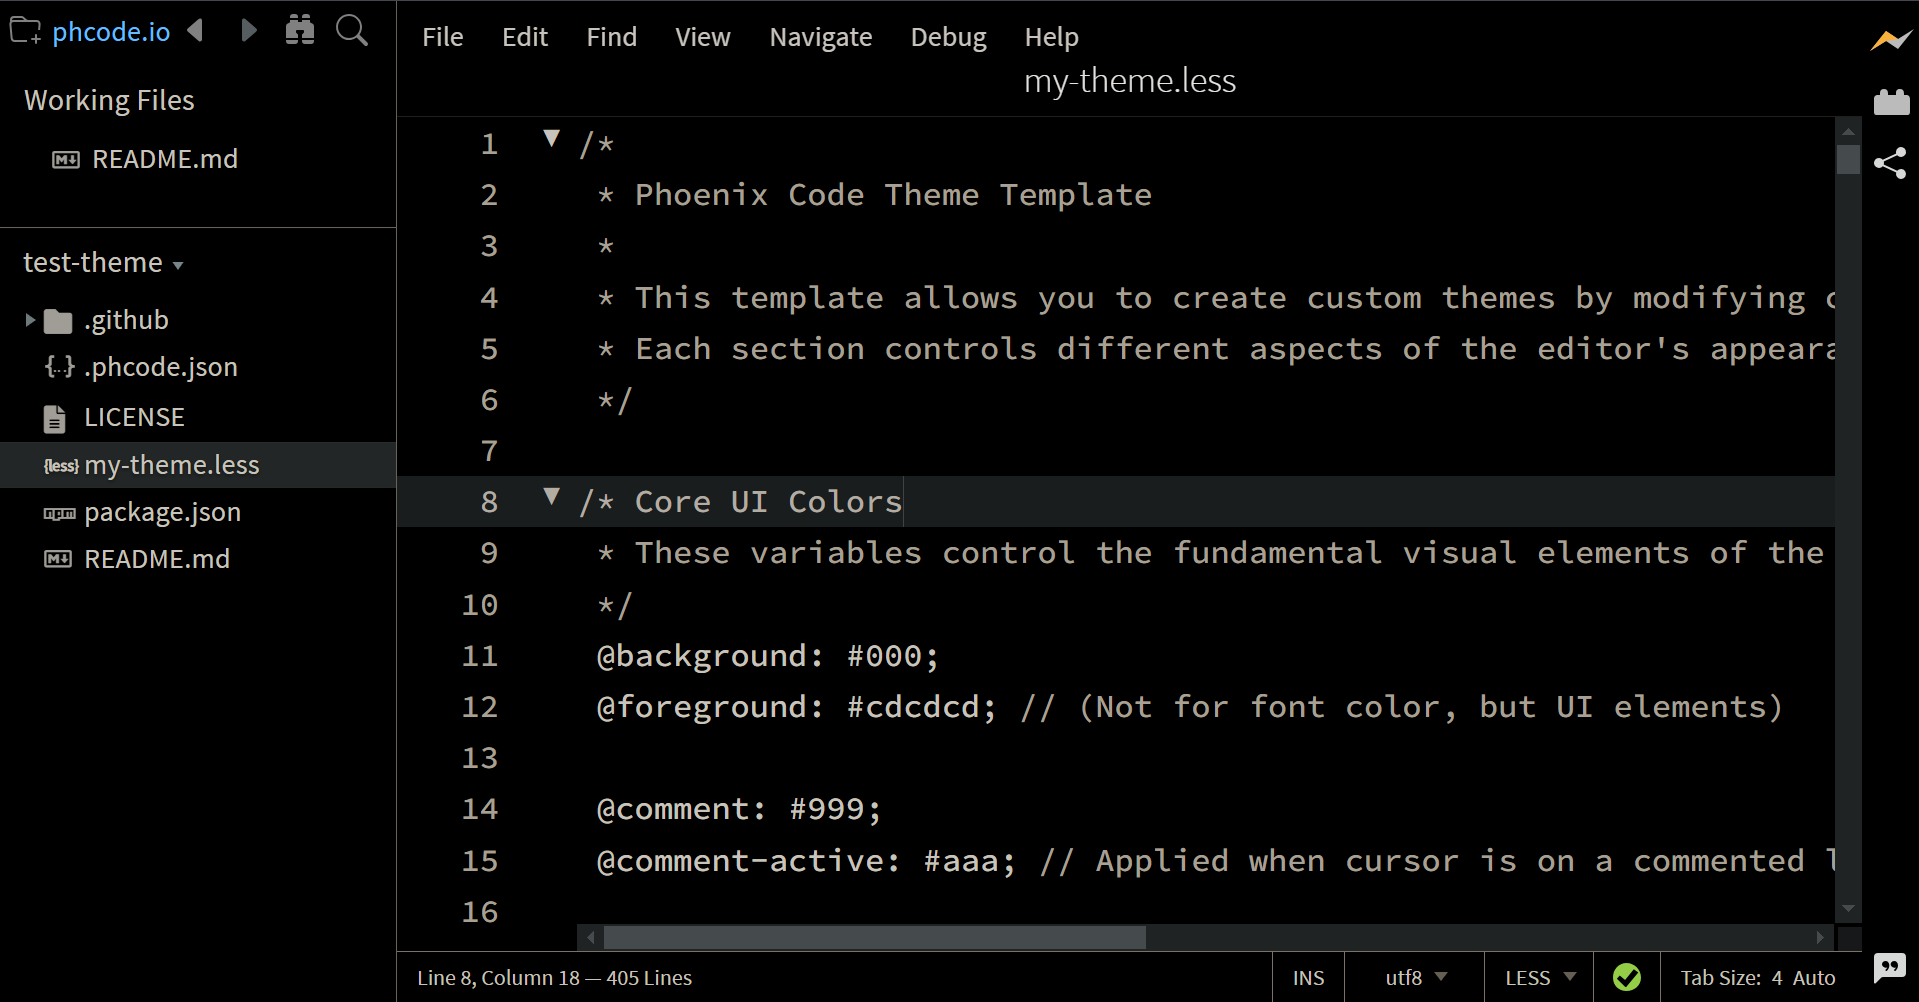 phcode.io
Working Files
README.md
test-theme
.github
.phcode.json
LICENSE
{less} my-theme.less
package.json
README.md
File Edit Find View Navigate Debug Help
my-theme.less
1 /*
2 * Phoenix Code Theme Template
3 *
4 * This template allows you to create custom themes by modifying
5 * Each section controls different aspects of the editor's appeara
6 */
7
8 /* Core UI Colors
9 * These variables control the fundamental visual elements of the
10 */
11 @background: #000;
12 @foreground: #cdcdcd; // (Not for font color, but UI elements)
13
14 @comment: #999;
15 @comment-active: #aaa; // Applied when cursor is on a commented
16
Line 8, Column 18 — 405 Lines
INS utf8 LESS Tab Size: 4 Auto